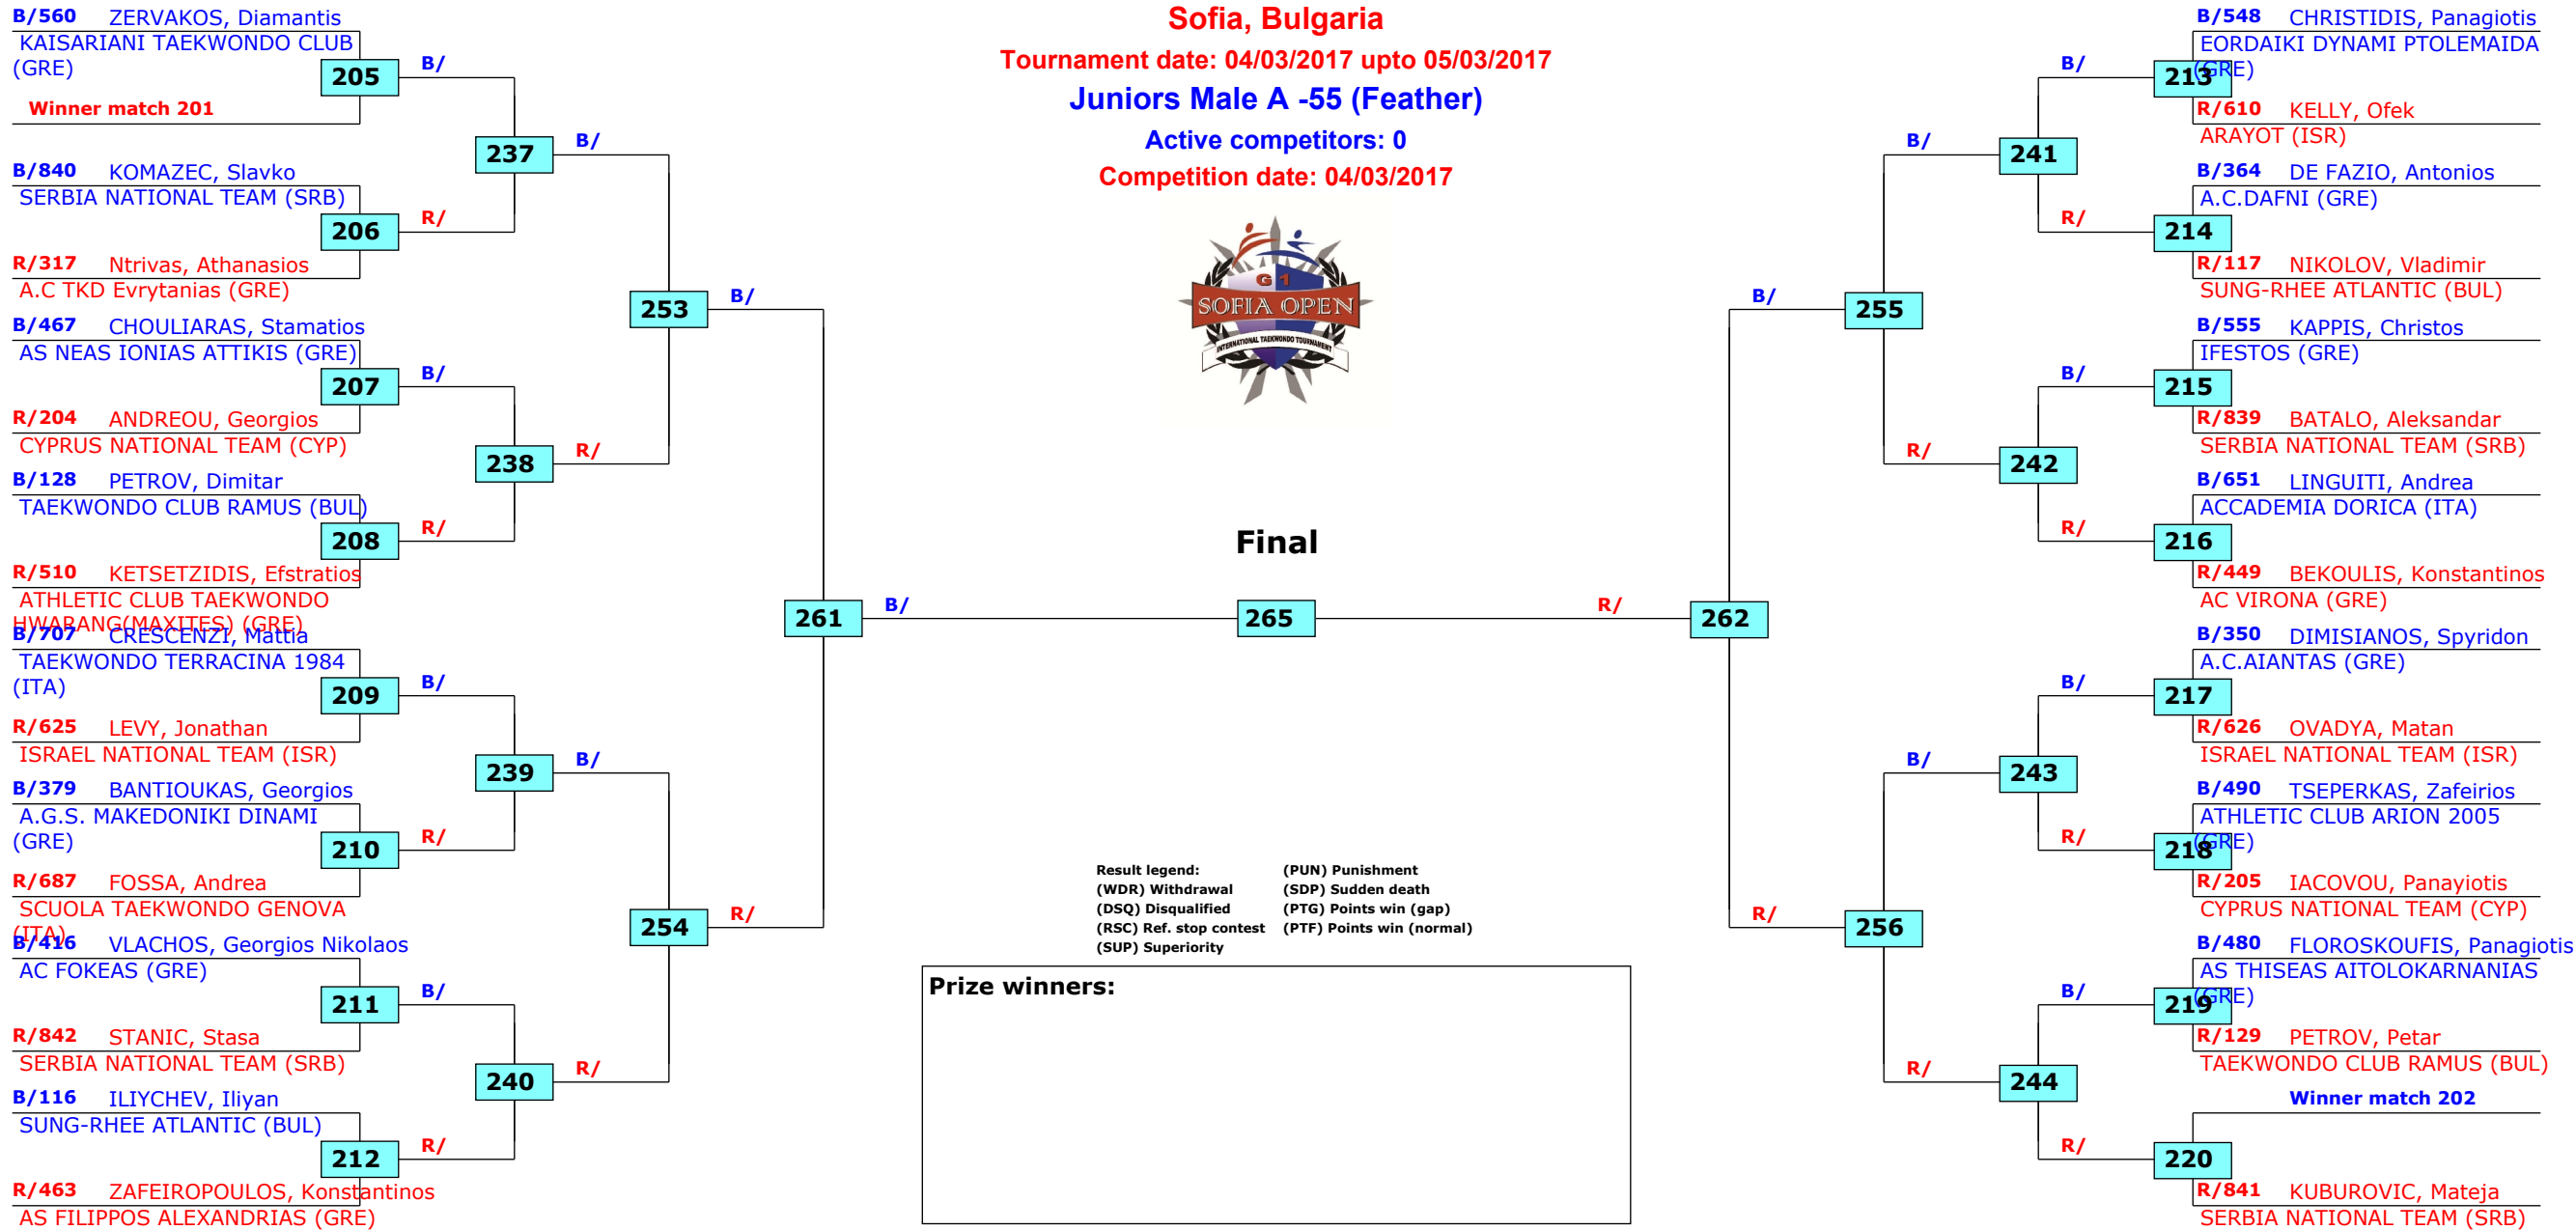 Sofia, Bulgaria
Tournament date: 04/03/2017 upto 05/03/2017
Juniors Male A -55 (Feather)
Active competitors: 0
Competition date: 04/03/2017
G 1
SOFIA OPEN
INTERNATIONAL TAEKWONDO TOURNAMENT
B/560 ZERVAKOS, Diamantis
KAISARIANI TAEKWONDO CLUB
(GRE)
205
B/
Winner match 201
237
B/
B/840 KOMAZEC, Slavko
SERBIA NATIONAL TEAM (SRB)
206
R/
R/317 Ntrivas, Athanasios
A.C TKD Evrytanias (GRE)
253
B/
B/467 CHOULIARAS, Stamatios
AS NEAS IONIAS ATTIKIS (GRE)
207
B/
R/204 ANDREOU, Georgios
CYPRUS NATIONAL TEAM (CYP)
238
R/
B/128 PETROV, Dimitar
TAEKWONDO CLUB RAMUS (BUL)
208
R/
R/510 KETSETZIDIS, Efstratios
ATHLETIC CLUB TAEKWONDO
HWARANG(MAXITES) (GRE)
261
B/
B/707 CRESCENZI, Mattia
TAEKWONDO TERRACINA 1984
(ITA)
209
B/
R/625 LEVY, Jonathan
ISRAEL NATIONAL TEAM (ISR)
239
B/
B/379 BANTIOUKAS, Georgios
A.G.S. MAKEDONIKI DINAMI
(GRE)
210
R/
R/687 FOSSA, Andrea
SCUOLA TAEKWONDO GENOVA
(ITA)
254
R/
B/416 VLACHOS, Georgios Nikolaos
AC FOKEAS (GRE)
211
B/
R/842 STANIC, Stasa
SERBIA NATIONAL TEAM (SRB)
240
R/
B/116 ILIYCHEV, Iliyan
SUNG-RHEE ATLANTIC (BUL)
212
R/
R/463 ZAFEIROPOULOS, Konstantinos
AS FILIPPOS ALEXANDRIAS (GRE)
Final
265
Result legend:
(WDR) Withdrawal
(DSQ) Disqualified
(RSC) Ref. stop contest
(SUP) Superiority
(PUN) Punishment
(SDP) Sudden death
(PTG) Points win (gap)
(PTF) Points win (normal)
Prize winners:
B/548 CHRISTIDIS, Panagiotis
EORDAIKI DYNAMI PTOLEMAIDA
(GRE)
B/
213
R/610 KELLY, Ofek
ARAYOT (ISR)
B/
241
B/364 DE FAZIO, Antonios
A.C.DAFNI (GRE)
R/
214
R/117 NIKOLOV, Vladimir
SUNG-RHEE ATLANTIC (BUL)
B/
255
B/555 KAPPIS, Christos
IFESTOS (GRE)
B/
215
R/839 BATALO, Aleksandar
SERBIA NATIONAL TEAM (SRB)
R/
242
B/651 LINGUITI, Andrea
ACCADEMIA DORICA (ITA)
R/
216
R/449 BEKOULIS, Konstantinos
AC VIRONA (GRE)
R/
262
B/350 DIMISIANOS, Spyridon
A.C.AIANTAS (GRE)
B/
217
R/626 OVADYA, Matan
ISRAEL NATIONAL TEAM (ISR)
B/
243
B/490 TSEPERKAS, Zafeirios
ATHLETIC CLUB ARION 2005
(GRE)
R/
218
R/205 IACOVOU, Panayiotis
CYPRUS NATIONAL TEAM (CYP)
R/
256
B/480 FLOROSKOUFIS, Panagiotis
AS THISEAS AITOLOKARNANIAS
(GRE)
B/
219
R/129 PETROV, Petar
TAEKWONDO CLUB RAMUS (BUL)
R/
244
Winner match 202
R/
220
R/841 KUBUROVIC, Mateja
SERBIA NATIONAL TEAM (SRB)